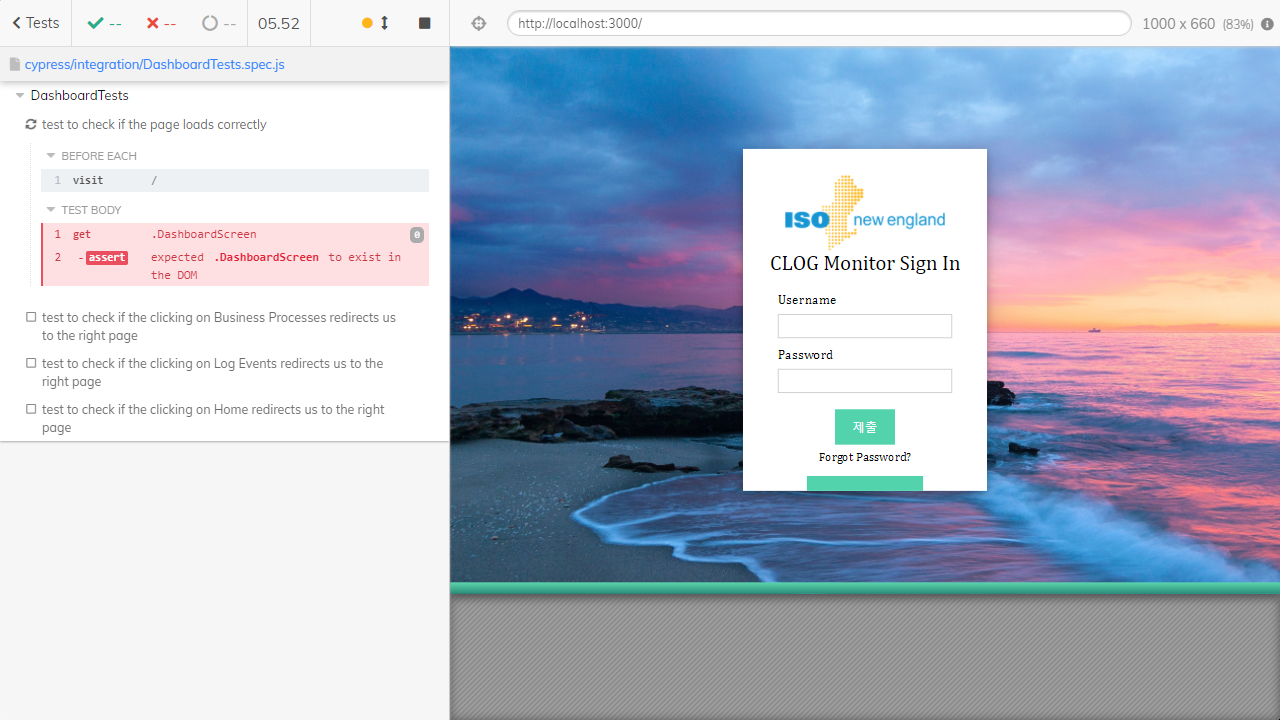 Tests
--
--
--
05.52
http://localhost:3000/
1000 x 660 (83%)
cypress/integration/DashboardTests.spec.js
DashboardTests
test to check if the page loads correctly
BEFORE EACH
1 visit /
TEST BODY
1 get .DashboardScreen 0
2 -assert expected .DashboardScreen to exist in
the DOM
test to check if the clicking on Business Processes redirects
us to the right page
test to check if the clicking on Log Events redirects us to the
right page
test to check if the clicking on Home redirects us to the right
page
ISO new england
CLOG Monitor Sign In
Username
Password
제출
Forgot Password?